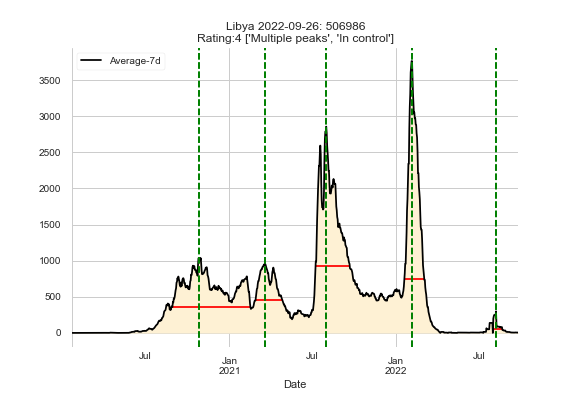 Libya 2022-09-26: 506986
Rating:4 ['Multiple peaks', 'In control']
Average-7d
3500
3000
2500
2000
1500
1000
500
0
Jul
Jan
2021
Jul
Jan
2022
Jul
Date